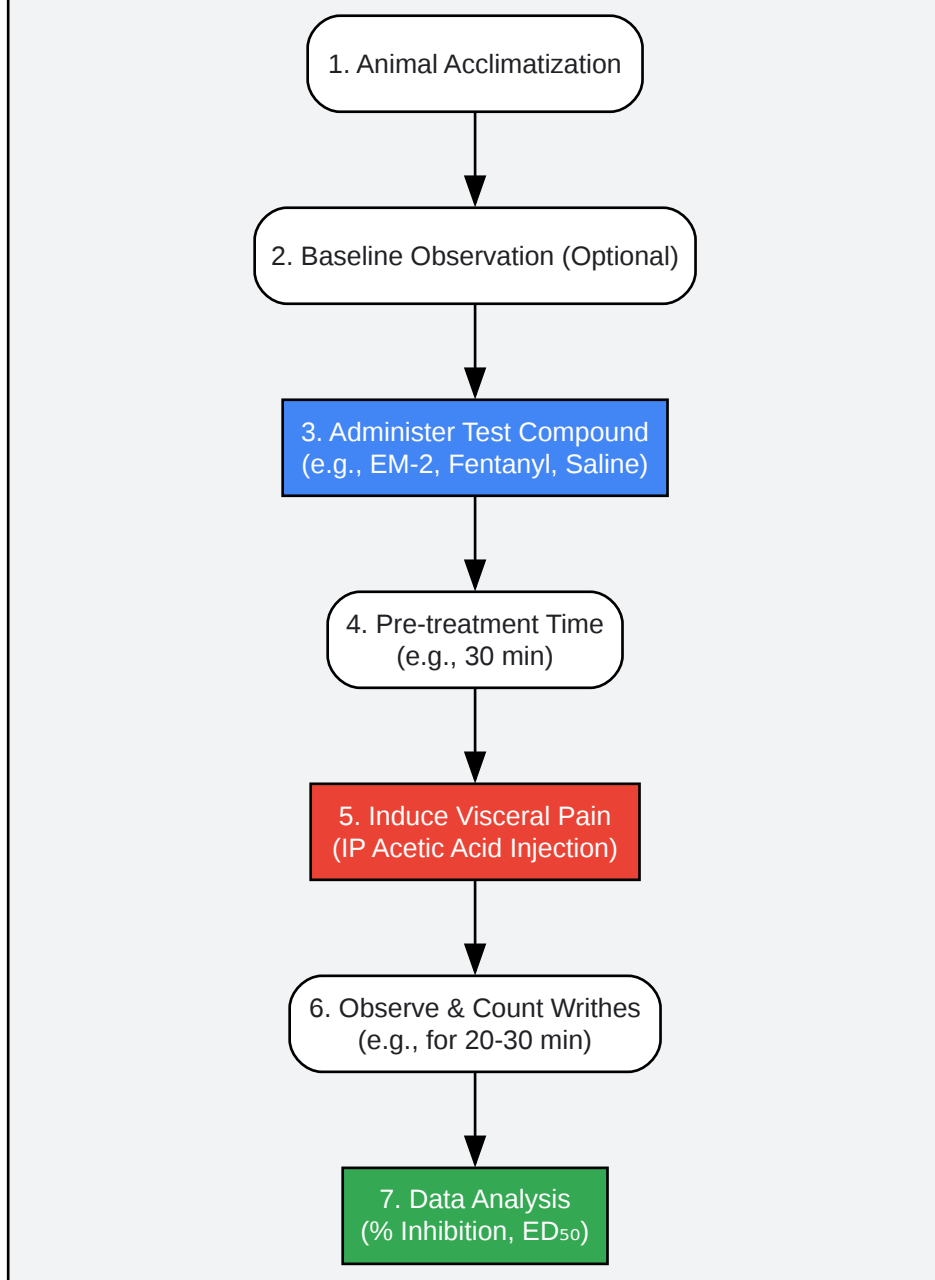 1. Animal Acclimatization
2. Baseline Observation (Optional)
3. Administer Test Compound
(e.g., EM-2, Fentanyl, Saline)
4. Pre-treatment Time
(e.g., 30 min)
5. Induce Visceral Pain
(IP Acetic Acid Injection)
6. Observe & Count Writhes
(e.g., for 20-30 min)
7. Data Analysis
(% Inhibition, ED₅₀)